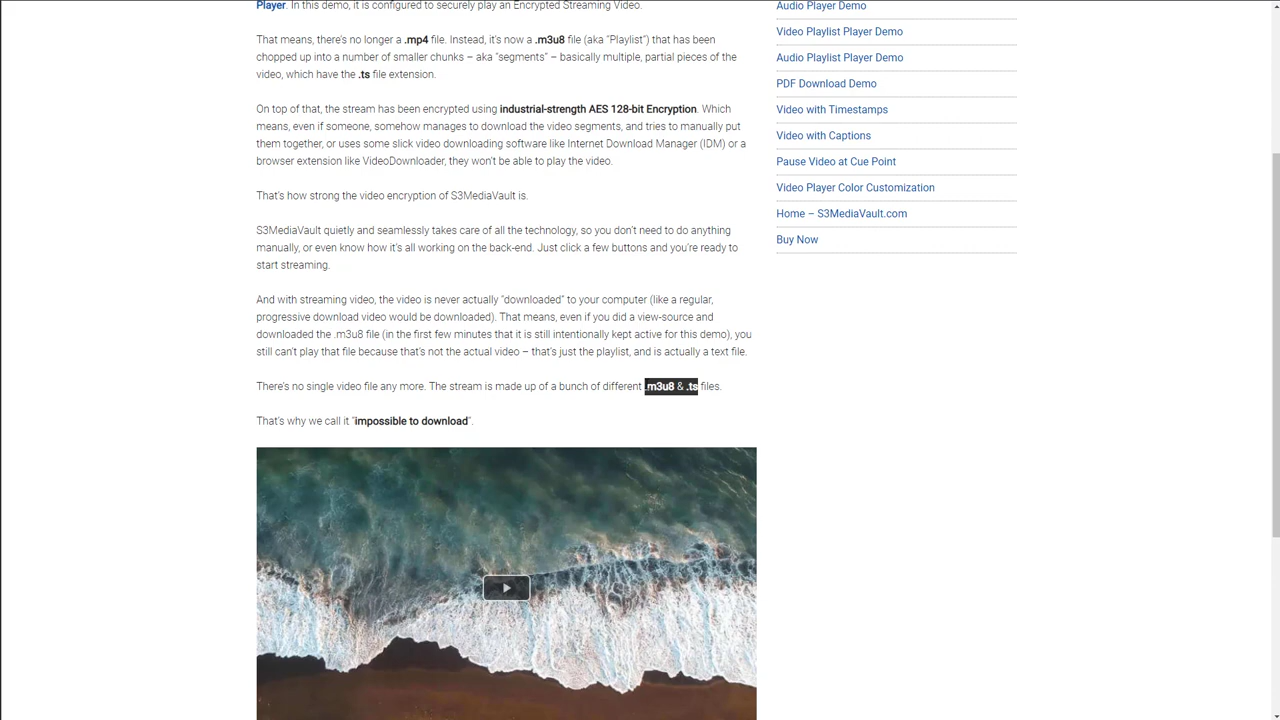 Player. In this demo, it is configured to securely play an Encrypted Streaming Video.
That means, there's no longer a .mp4 file. Instead, it's now a .m3u8 file (aka “Playlist”) that has been
chopped up into a number of smaller chunks – aka “segments” – basically multiple, partial pieces of the
video, which have the .ts file extension.
On top of that, the stream has been encrypted using industrial-strength AES 128-bit Encryption. Which
means, even if someone, somehow manages to download the video segments, and tries to manually put
them together, or uses some slick video downloading software like Internet Download Manager (IDM) or a
browser extension like VideoDownloader, they won't be able to play the video.
That's how strong the video encryption of S3MediaVault is.
S3MediaVault quietly and seamlessly takes care of all the technology, so you don't need to do anything
manually, or even know how it's all working on the back-end. Just click a few buttons and you're ready to
start streaming.
And with streaming video, the video is never actually “downloaded” to your computer (like a regular,
progressive download video would be downloaded). That means, even if you did a view-source and
downloaded the .m3u8 file (in the first few minutes that it is still intentionally kept active for this demo), you
still can't play that file because that's not the actual video – that's just the playlist, and is actually a text file.
There's no single video file any more. The stream is made up of a bunch of different .m3u8 & .ts files.
That's why we call it “impossible to download”.
Audio Player Demo
Video Playlist Player Demo
Audio Playlist Player Demo
PDF Download Demo
Video with Timestamps
Video with Captions
Pause Video at Cue Point
Video Player Color Customization
Home – S3MediaVault.com
Buy Now